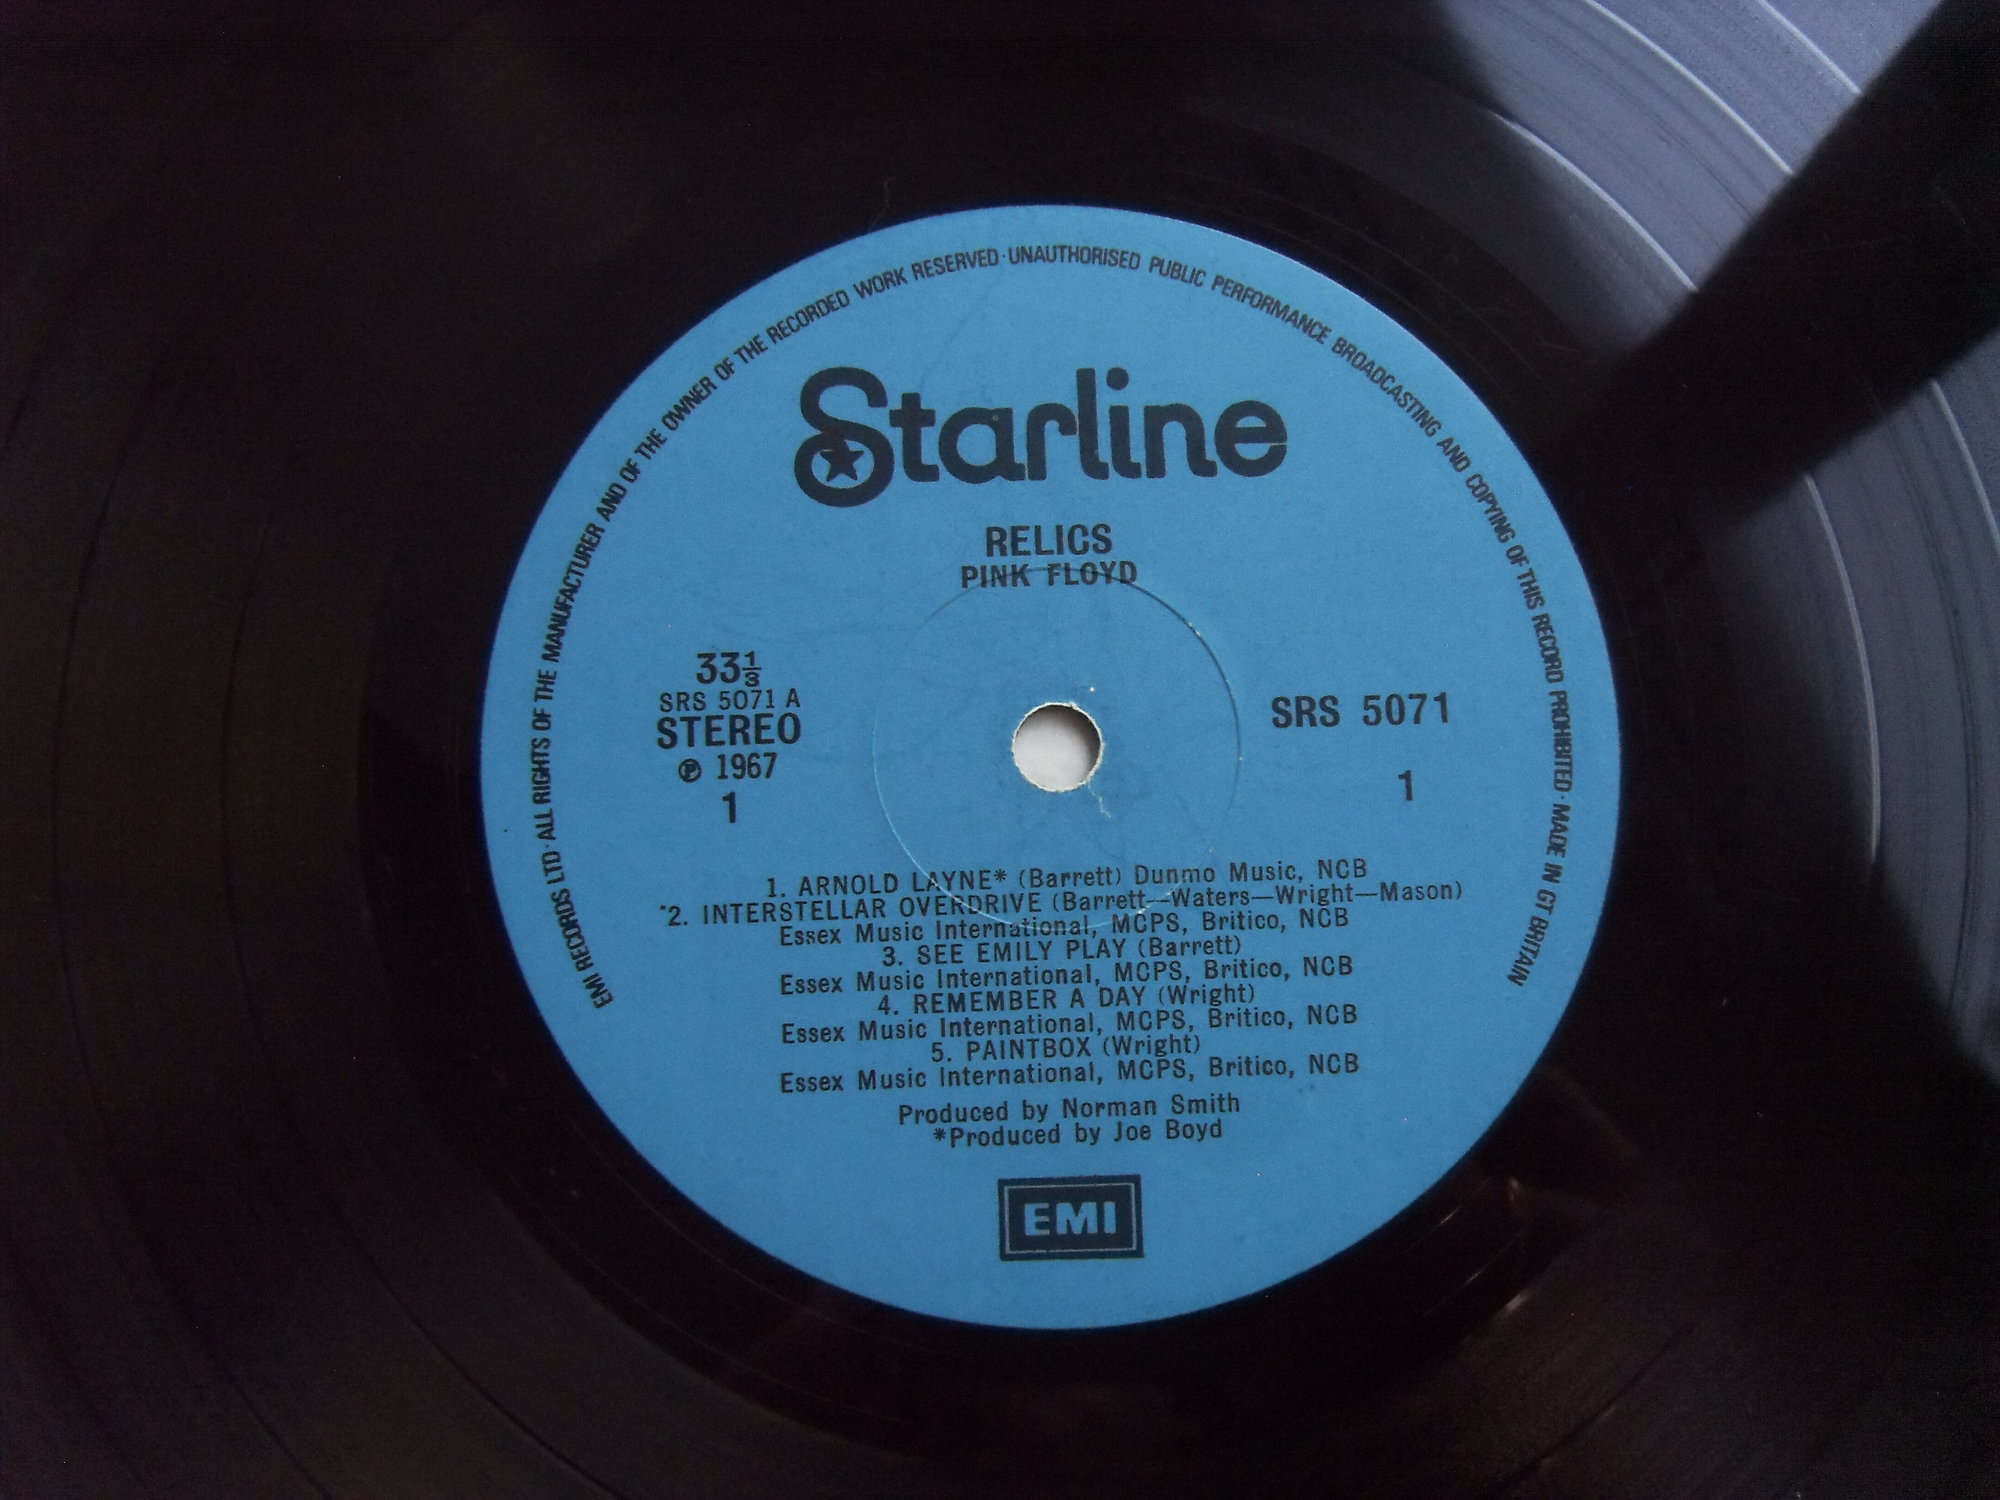 EMI RECORDS LTD · ALL RIGHTS OF THE MANUFACTURER AND OF THE OWNER OF THE RECORDED WORK RESERVED · UNAUTHORISED PUBLIC PERFORMANCE BROADCASTING AND COPYING OF THIS RECORD PROHIBITED · MADE IN GT BRITAIN
Starline
RELICS
PINK FLOYD
33⅓
SRS 5071 A
STEREO
℗ 1967
1
SRS 5071
1
1. ARNOLD LAYNE* (Barrett) Dunmo Music, NCB
2. INTERSTELLAR OVERDRIVE (Barrett—Waters—Wright—Mason)
Essex Music International, MCPS, Britico, NCB
3. SEE EMILY PLAY (Barrett)
Essex Music International, MCPS, Britico, NCB
4. REMEMBER A DAY (Wright)
Essex Music International, MCPS, Britico, NCB
5. PAINTBOX (Wright)
Essex Music International, MCPS, Britico, NCB
Produced by Norman Smith
*Produced by Joe Boyd
EMI